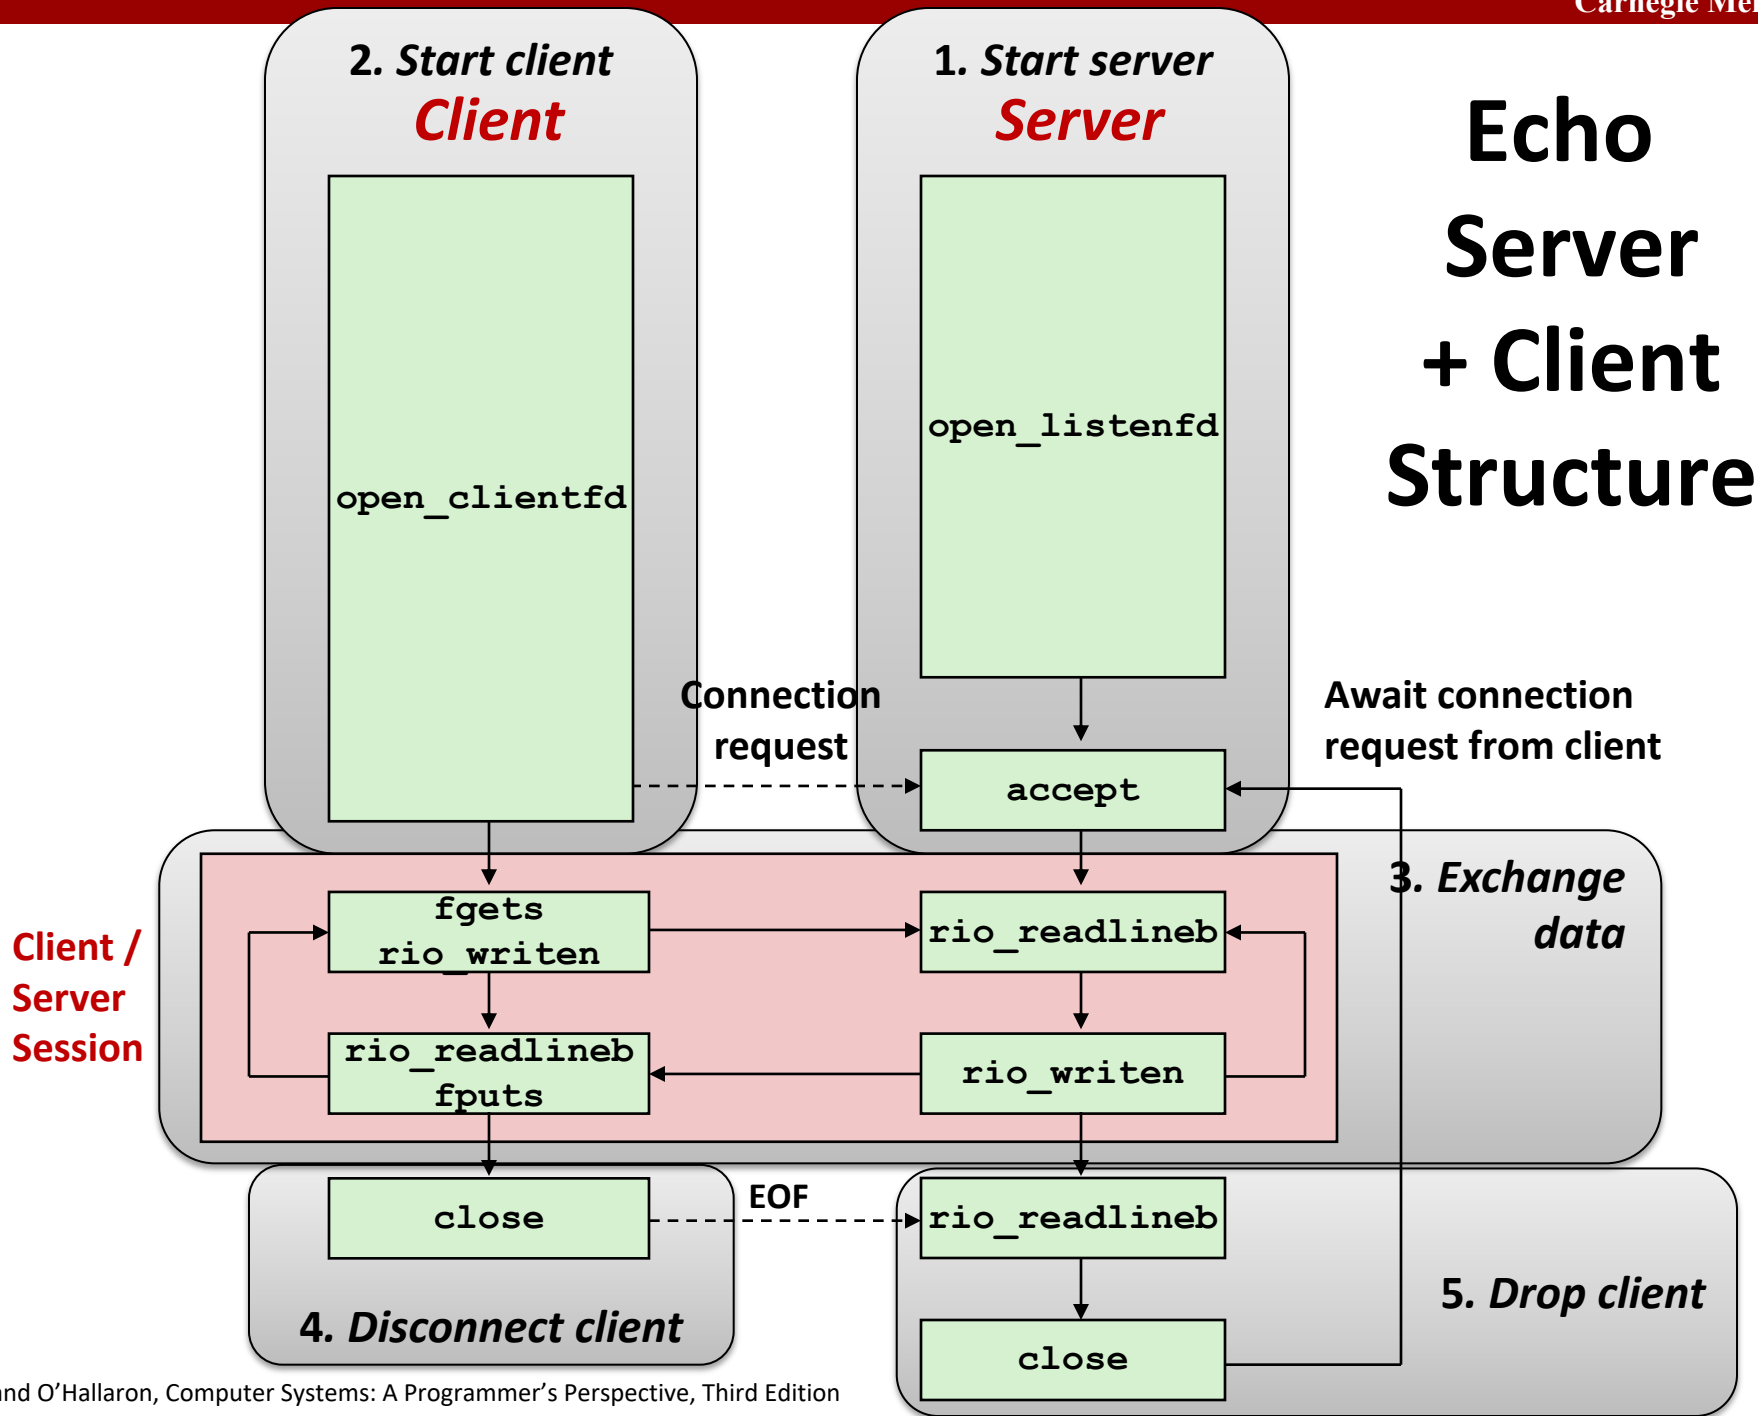 Carnegie
2. Start client
Client
1. Start server
Server
Echo
Server
+ Client
Structure
open_listenfd
open_clientfd
Connection
request
Await connection
request from client
accept
3. Exchange
data
Client /
Server
Session
fgets
rio_writen
rio_readlineb
rio_readlineb
fputs
rio_writen
close
EOF
rio_readlineb
4. Disconnect client
5. Drop client
close
and O'Hallaron, Computer Systems: A Programmer's Perspective, Third Edition